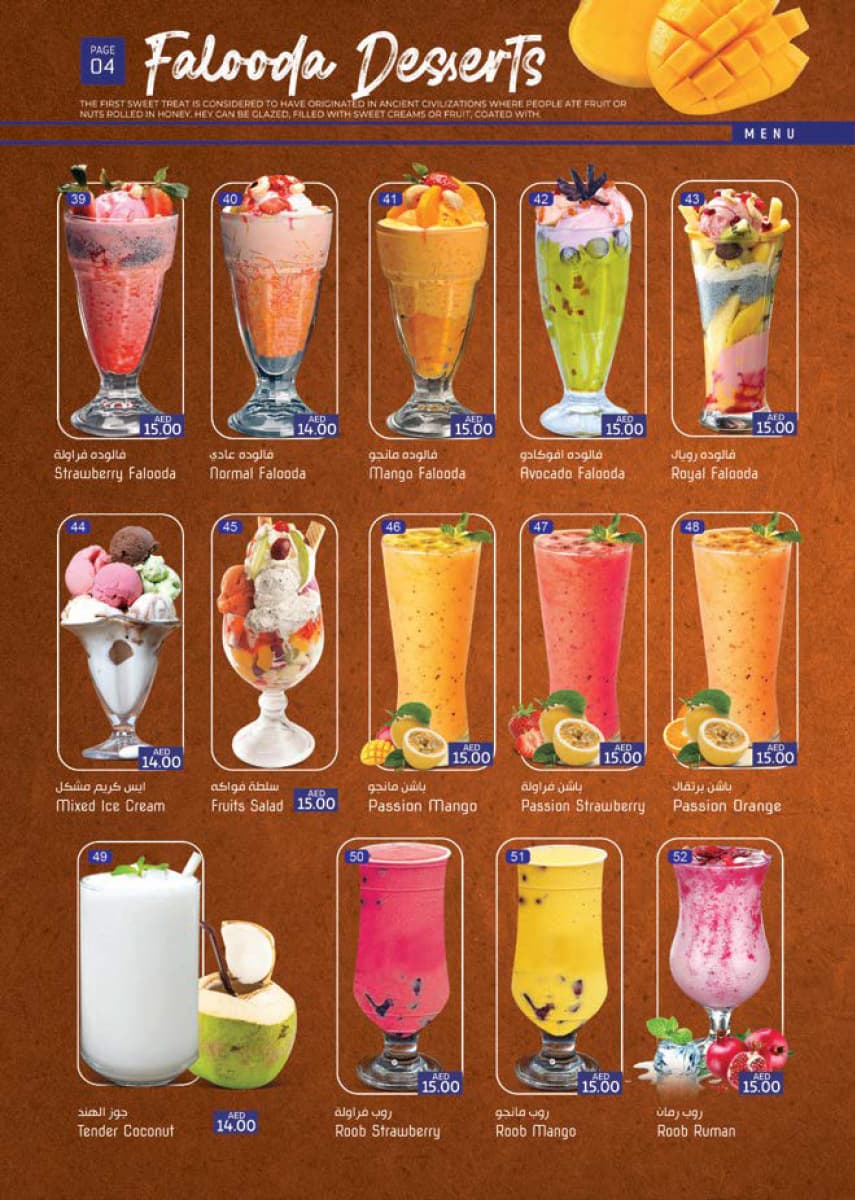 PAGE
04
Falooda Desserts
THE FIRST SWEET TREAT IS CONSIDERED TO HAVE ORIGINATED IN ANCIENT CIVILIZATIONS WHERE PEOPLE ATE FRUIT OR
NUTS ROLLED IN HONEY. HEY CAN BE GLAZED, FILLED WITH SWEET CREAMS OR FRUIT, COATED WITH.
MENU
39
AED
15.00
فالوده فراولة
Strawberry Falooda
40
AED
14.00
فالوده عادي
Normal Falooda
41
AED
15.00
فالوده مانجو
Mango Falooda
42
AED
15.00
فالوده افوكادو
Avocado Falooda
43
AED
15.00
فالوده رويال
Royal Falooda
44
AED
14.00
ايس كريم مشكل
Mixed Ice Cream
45
سلطة فواكه
Fruits Salad
AED
15.00
46
AED
15.00
باشن مانجو
Passion Mango
47
AED
15.00
باشن فراولة
Passion Strawberry
48
AED
15.00
باشن برتقال
Passion Orange
49
جوز الهند
Tender Coconut
AED
14.00
50
AED
15.00
روب فراولة
Roob Strawberry
51
AED
15.00
روب مانجو
Roob Mango
52
AED
15.00
روب رمان
Roob Ruman